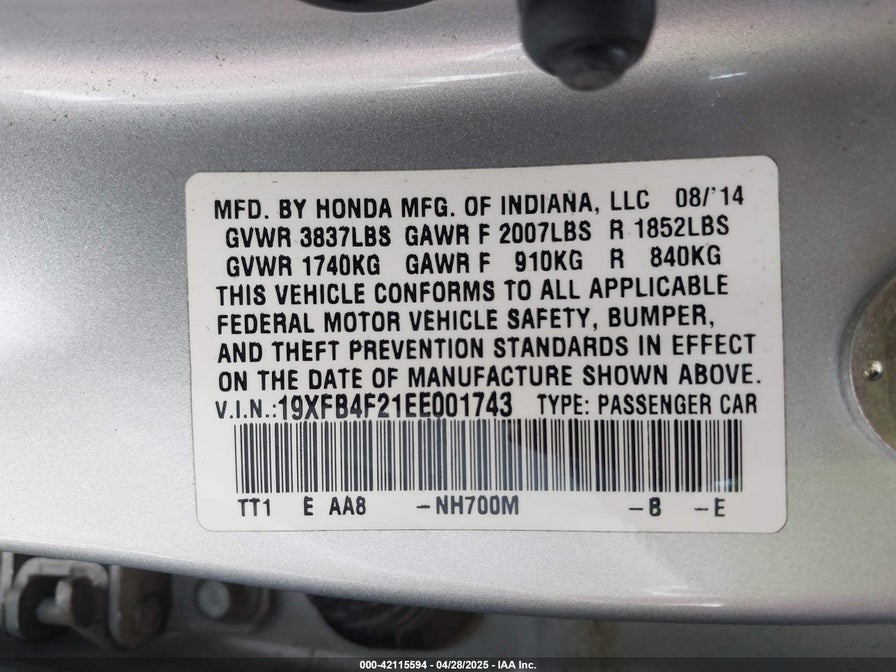 MFD. BY HONDA MFG. OF INDIANA, LLC 08/'14
GVWR 3837LBS GAWR F 2007LBS R 1852LBS
GVWR 1740KG GAWR F 910KG R 840KG
THIS VEHICLE CONFORMS TO ALL APPLICABLE
FEDERAL MOTOR VEHICLE SAFETY, BUMPER,
AND THEFT PREVENTION STANDARDS IN EFFECT
ON THE DATE OF MANUFACTURE SHOWN ABOVE.
V.I.N.:19XFB4F21EE001743 TYPE: PASSENGER CAR
TT1 E AA8 -NH700M -B -E
000-42115594 - 04/28/2025 - IAA Inc.